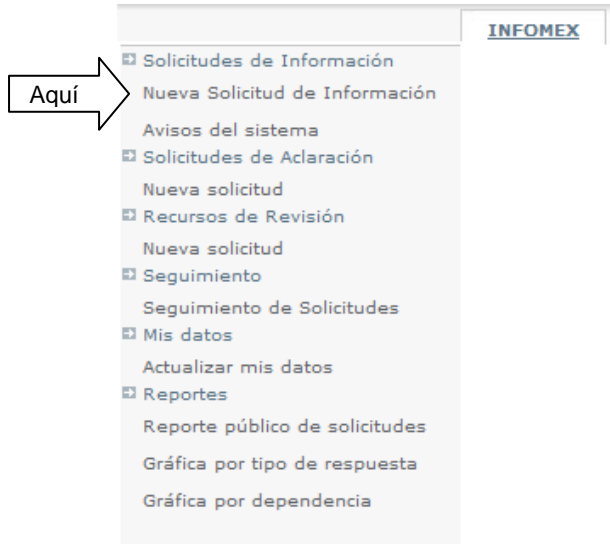 INFOMEX
Solicitudes de Información
Aquí
Nueva Solicitud de Información
Avisos del sistema
Solicitudes de Aclaración
Nueva solicitud
Recursos de Revisión
Nueva solicitud
Seguimiento
Seguimiento de Solicitudes
Mis datos
Actualizar mis datos
Reportes
Reporte público de solicitudes
Gráfica por tipo de respuesta
Gráfica por dependencia